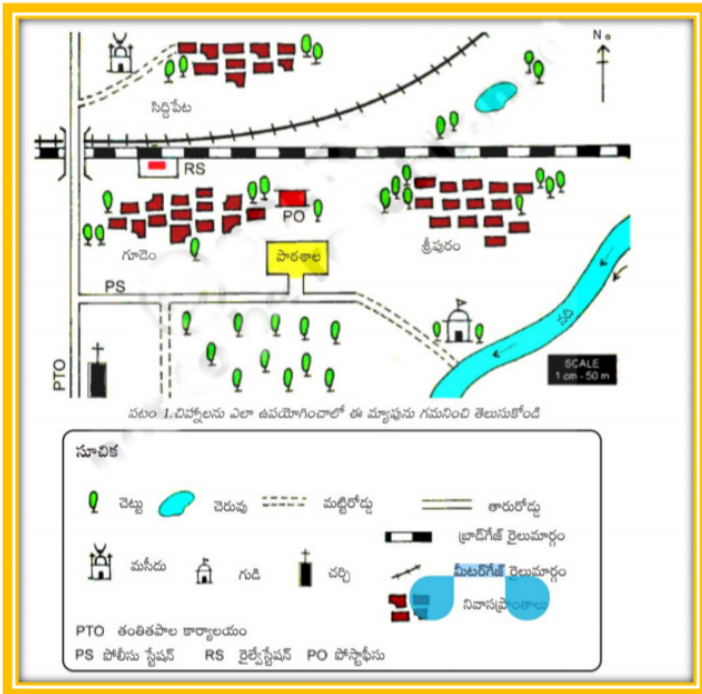 N
సిద్దిపేట
RS
PO
గూడెం
పాఠశాల
శ్రీపురం
PS
నది
PTO
SCALE
1 cm - 50 m
పటం 1.చిహ్నాలను ఎలా ఉపయోగించాలో ఈ మ్యాపును గమనించి తెలుసుకోండి
సూచిక
చెట్టు చెరువు మట్టిరోడ్డు తారురోడ్డు
బ్రాడ్‌గేజ్ రైలుమార్గం
మసీదు గుడి చర్చి మీటర్‌గేజ్ రైలుమార్గం
నివాసప్రాంతాలు
PTO తంతితపాల కార్యాలయం
PS పోలీసు స్టేషన్ RS రైల్వేస్టేషన్ PO పోస్టాఫీసు